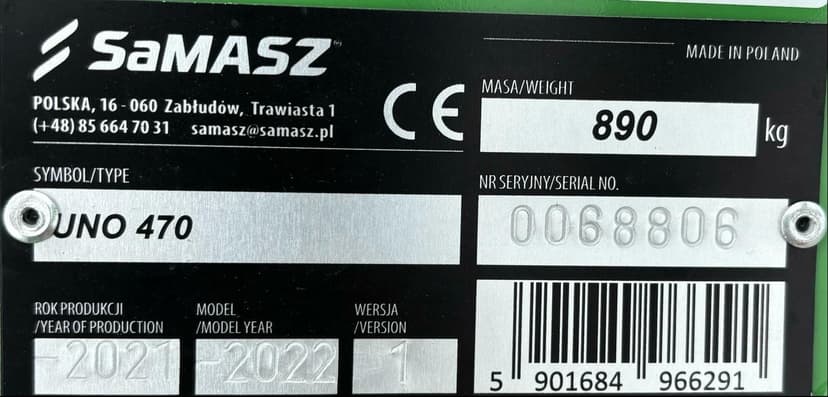 SaMASZ™
MADE IN POLAND
POLSKA, 16 - 060 Zabłudów, Trawiasta 1
(+48) 85 664 70 31 samasz@samasz.pl
CE
MASA/WEIGHT
890 kg
SYMBOL/TYPE
UNO 470
NR SERYJNY/SERIAL NO.
0068806
ROK PRODUKCJI
/YEAR OF PRODUCTION
-2021
MODEL
/MODEL YEAR
-2022
WERSJA
/VERSION
-1
5 901684 966291